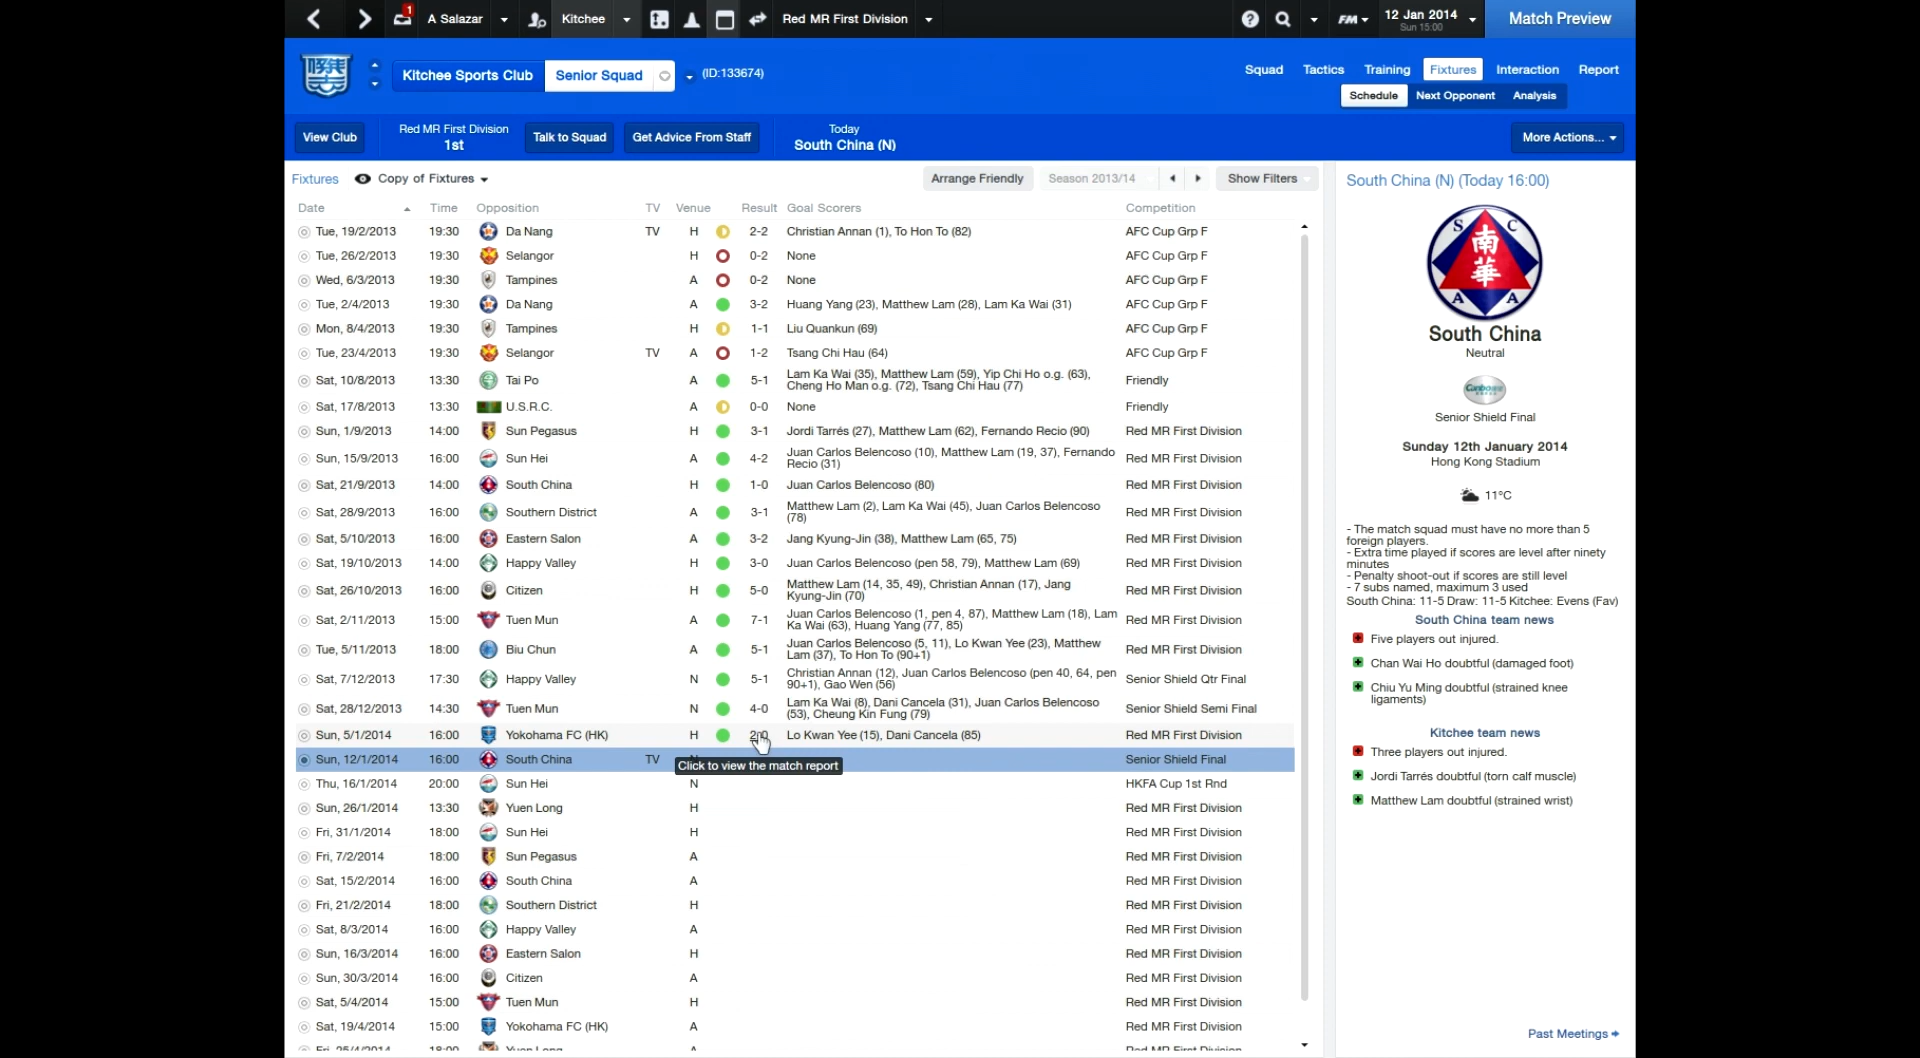 1
A Salazar
Kitchee
Red MR First Division
FM
12 Jan 2014
Sun 15:00
Match Preview
Kitchee Sports Club
Senior Squad
(ID:133674)
Squad Tactics Training Fixtures Interaction Report
Schedule Next Opponent Analysis
View Club
Red MR First Division
1st
Talk to Squad
Get Advice From Staff
Today
South China (N)
More Actions...
Fixtures Copy of Fixtures
Arrange Friendly
Season 2013/14
Show Filters
Date Time Opposition TV Venue Result Goal Scorers Competition
Tue, 19/2/2013 19:30 Da Nang TV H 2-2 Christian Annan (1), To Hon To (82) AFC Cup Grp F
Tue, 26/2/2013 19:30 Selangor H 0-2 None AFC Cup Grp F
Wed, 6/3/2013 19:30 Tampines A 0-2 None AFC Cup Grp F
Tue, 2/4/2013 19:30 Da Nang A 3-2 Huang Yang (23), Matthew Lam (28), Lam Ka Wai (31) AFC Cup Grp F
Mon, 8/4/2013 19:30 Tampines H 1-1 Liu Quankun (69) AFC Cup Grp F
Tue, 23/4/2013 19:30 Selangor TV A 1-2 Tsang Chi Hau (64) AFC Cup Grp F
Sat, 10/8/2013 13:30 Tai Po A 5-1 Lam Ka Wai (35), Matthew Lam (59), Yip Chi Ho o.g. (63),
Cheng Ho Man o.g. (72), Tsang Chi Hau (77) Friendly
Sat, 17/8/2013 13:30 U.S.R.C. A 0-0 None Friendly
Sun, 1/9/2013 14:00 Sun Pegasus H 3-1 Jordi Tarrés (27), Matthew Lam (62), Fernando Recio (90) Red MR First Division
Sun, 15/9/2013 16:00 Sun Hei A 4-2 Juan Carlos Belencoso (10), Matthew Lam (19, 37), Fernando
Recio (31) Red MR First Division
Sat, 21/9/2013 14:00 South China H 1-0 Juan Carlos Belencoso (80) Red MR First Division
Sat, 28/9/2013 16:00 Southern District A 3-1 Matthew Lam (2), Lam Ka Wai (45), Juan Carlos Belencoso
(78) Red MR First Division
Sat, 5/10/2013 16:00 Eastern Salon A 3-2 Jang Kyung-Jin (38), Matthew Lam (65, 75) Red MR First Division
Sat, 19/10/2013 14:00 Happy Valley H 3-0 Juan Carlos Belencoso (pen 58, 79), Matthew Lam (69) Red MR First Division
Sat, 26/10/2013 16:00 Citizen H 5-0 Matthew Lam (14, 35, 49), Christian Annan (17), Jang
Kyung-Jin (70) Red MR First Division
Sat, 2/11/2013 15:00 Tuen Mun A 7-1 Juan Carlos Belencoso (1, pen 4, 87), Matthew Lam (18), Lam
Ka Wai (63), Huang Yang (77, 85) Red MR First Division
Tue, 5/11/2013 18:00 Biu Chun A 5-1 Juan Carlos Belencoso (5, 11), Lo Kwan Yee (23), Matthew
Lam (37), To Hon To (90+1) Red MR First Division
Sat, 7/12/2013 17:30 Happy Valley N 5-1 Christian Annan (12), Juan Carlos Belencoso (pen 40, 64, pen
90+1), Gao Wen (56) Senior Shield Qtr Final
Sat, 28/12/2013 14:30 Tuen Mun N 4-0 Lam Ka Wai (8), Dani Cancela (31), Juan Carlos Belencoso
(53), Cheung Kin Fung (79) Senior Shield Semi Final
Sun, 5/1/2014 16:00 Yokohama FC (HK) H 2-0 Lo Kwan Yee (15), Dani Cancela (85) Red MR First Division
Sun, 12/1/2014 16:00 South China TV Senior Shield Final
Click to view the match report
Thu, 16/1/2014 20:00 Sun Hei N HKFA Cup 1st Rnd
Sun, 26/1/2014 13:30 Yuen Long H Red MR First Division
Fri, 31/1/2014 18:00 Sun Hei H Red MR First Division
Fri, 7/2/2014 18:00 Sun Pegasus A Red MR First Division
Sat, 15/2/2014 16:00 South China A Red MR First Division
Fri, 21/2/2014 18:00 Southern District H Red MR First Division
Sat, 8/3/2014 16:00 Happy Valley A Red MR First Division
Sun, 16/3/2014 16:00 Eastern Salon H Red MR First Division
Sun, 30/3/2014 16:00 Citizen A Red MR First Division
Sat, 5/4/2014 15:00 Tuen Mun H Red MR First Division
Sat, 19/4/2014 15:00 Yokohama FC (HK) A Red MR First Division
Fri, 25/4/2014 18:00 Yuen Long A Red MR First Division
South China (N) (Today 16:00)
S C
南
華
A A
South China
Neutral
Senior Shield Final
Sunday 12th January 2014
Hong Kong Stadium
11°C
- The match squad must have no more than 5
foreign players.
- Extra time played if scores are level after ninety
minutes
- Penalty shoot-out if scores are still level
- 7 subs named, maximum 3 used
South China: 11-5 Draw: 11-5 Kitchee: Evens (Fav)
South China team news
Five players out injured.
Chan Wai Ho doubtful (damaged foot)
Chiu Yu Ming doubtful (strained knee
ligaments)
Kitchee team news
Three players out injured.
Jordi Tarrés doubtful (torn calf muscle)
Matthew Lam doubtful (strained wrist)
Past Meetings